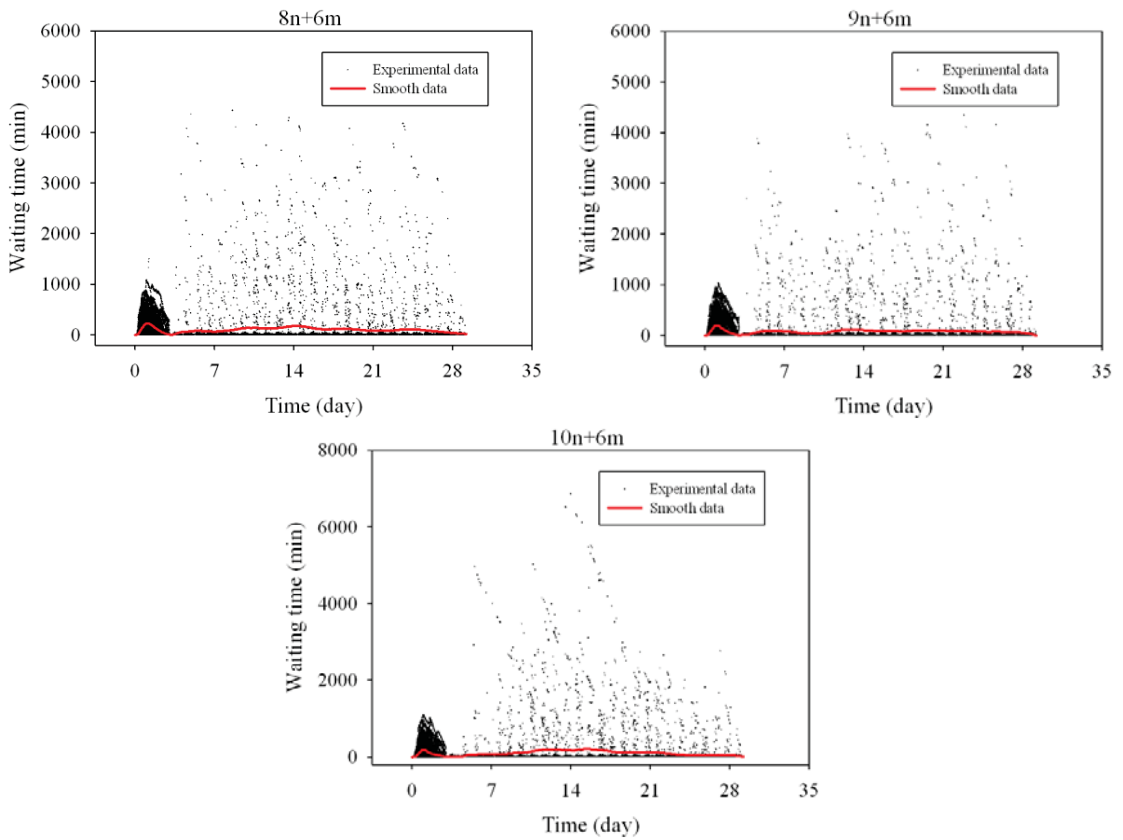 8n+6m
6000
5000
4000
3000
2000
1000
0
Waiting time (min)
Experimental data
Smooth data
0 7 14 21 28 35
Time (day)
9n+6m
6000
5000
4000
3000
2000
1000
0
Waiting time (min)
Experimental data
Smooth data
0 7 14 21 28 35
Time (day)
10n+6m
8000
6000
4000
2000
0
Waiting time (min)
Experimental data
Smooth data
0 7 14 21 28 35
Time (day)